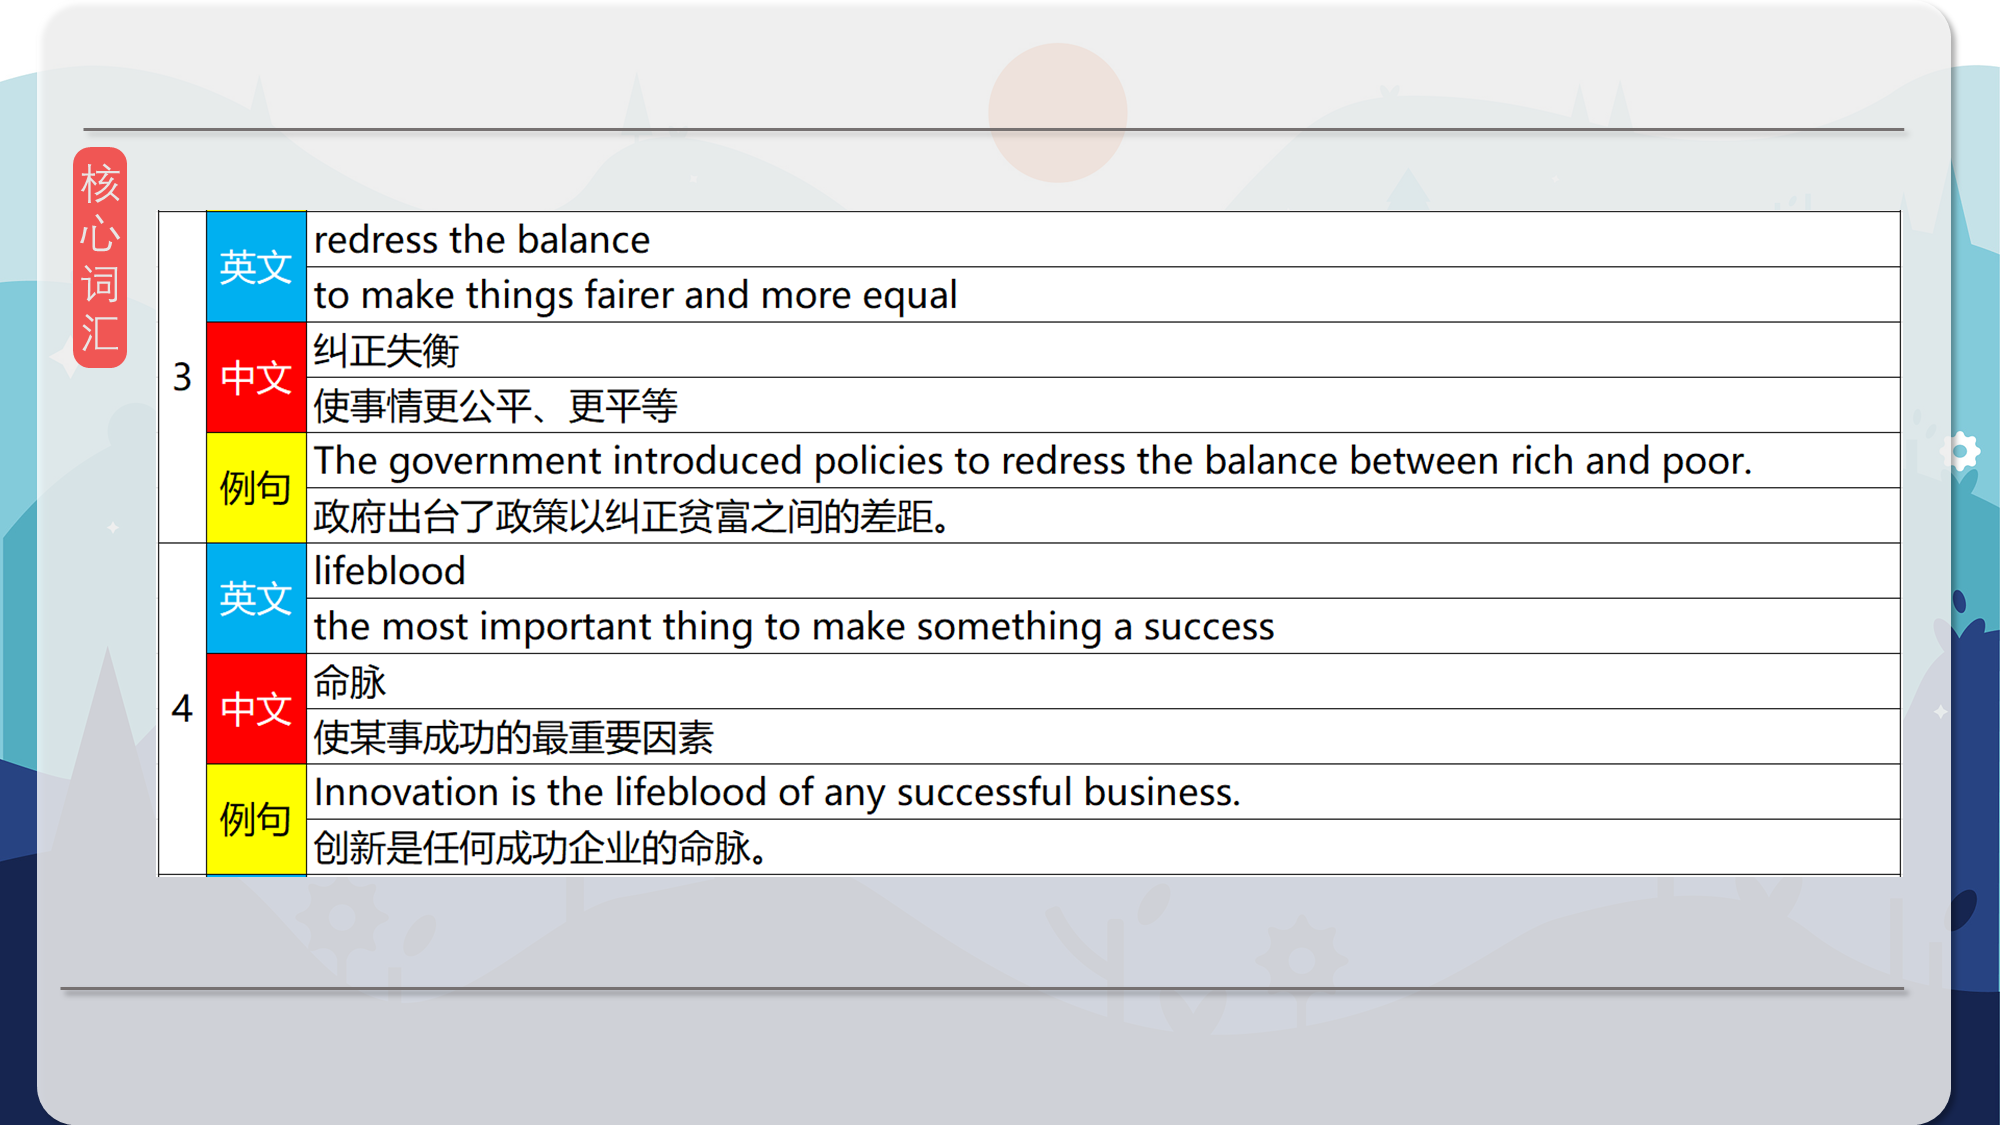 核心词汇
3
英文
redress the balance
to make things fairer and more equal
中文
纠正失衡
使事情更公平、更平等
例句
The government introduced policies to redress the balance between rich and poor.
政府出台了政策以纠正贫富之间的差距。
4
英文
lifeblood
the most important thing to make something a success
中文
命脉
使某事成功的最重要因素
例句
Innovation is the lifeblood of any successful business.
创新是任何成功企业的命脉。